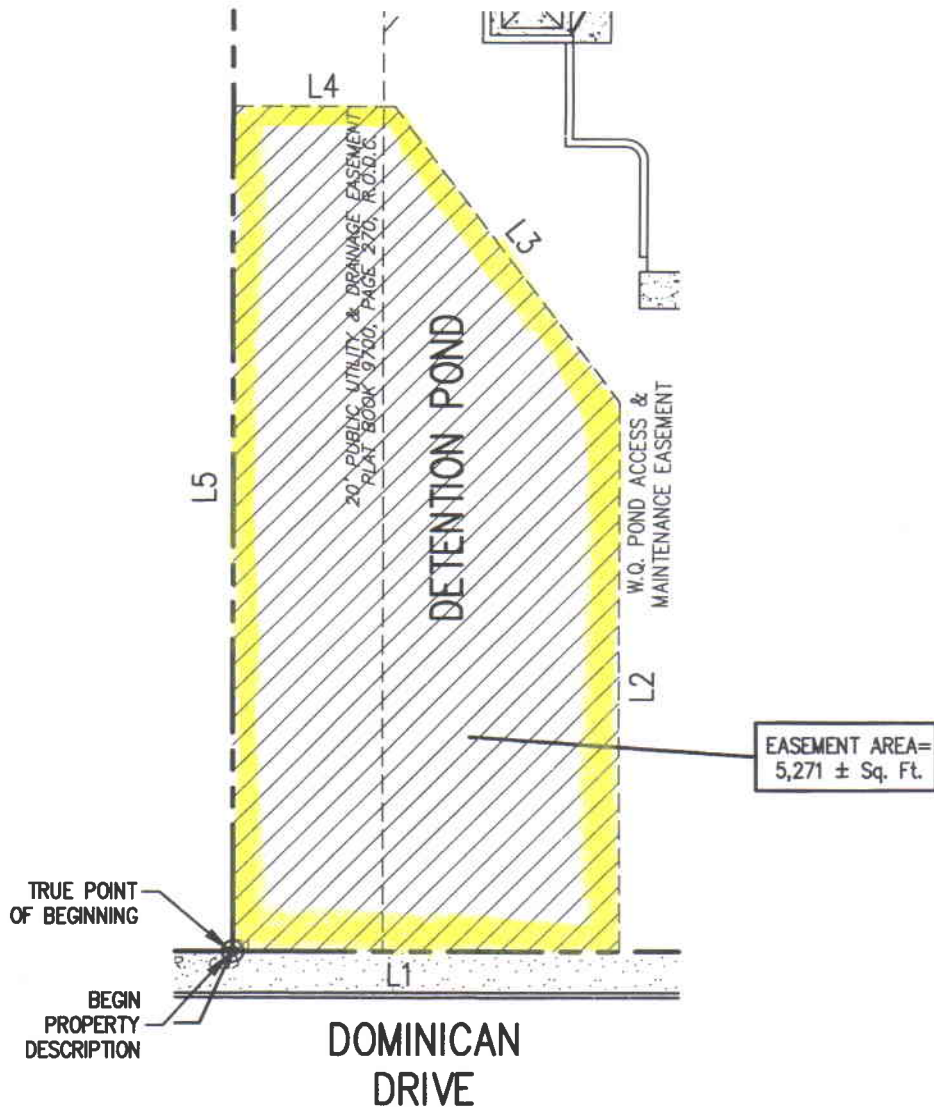 L4
20' PUBLIC UTILITY & DRAINAGE EASEMENT
PLAT BOOK 9700, PAGE 270, R.O.D.C.
L3
DETENTION POND
L5
W.Q. POND ACCESS &
MAINTENANCE EASEMENT
L2
EASEMENT AREA=
5,271 ± Sq. Ft.
TRUE POINT
OF BEGINNING
L1
BEGIN
PROPERTY
DESCRIPTION
DOMINICAN
DRIVE